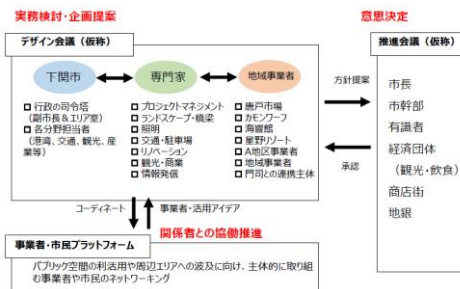 実務検討・企画提案
意思決定
デザイン会議（仮称）
推進会議（仮称）
下関市
専門家
地域事業者
□ 行政の司令塔
（副市長＆エリア室）
□ 各分野担当者
（港湾、交通、観光、産
業等）
□ プロジェクトマネジメント
□ ランドスケープ・橋梁
□ 照明
□ 交通・駐車場
□ リノベーション
□ 観光・商業
□ 情報発信
□ 唐戸市場
□ カモンワーフ
□ 海響館
□ 星野リゾート
□ A地区事業者
□ 地域事業者
□ 門司との連携主体
方針提案
承認
市長
市幹部
有識者
経済団体
（観光・飲食）
商店街
地銀
コーディネート
事業者・活用アイデア
関係者との協働推進
事業者・市民プラットフォーム
パブリック空間の利活用や周辺エリアへの波及に向け、主体的に取り組
む事業者や市民のネットワーキング